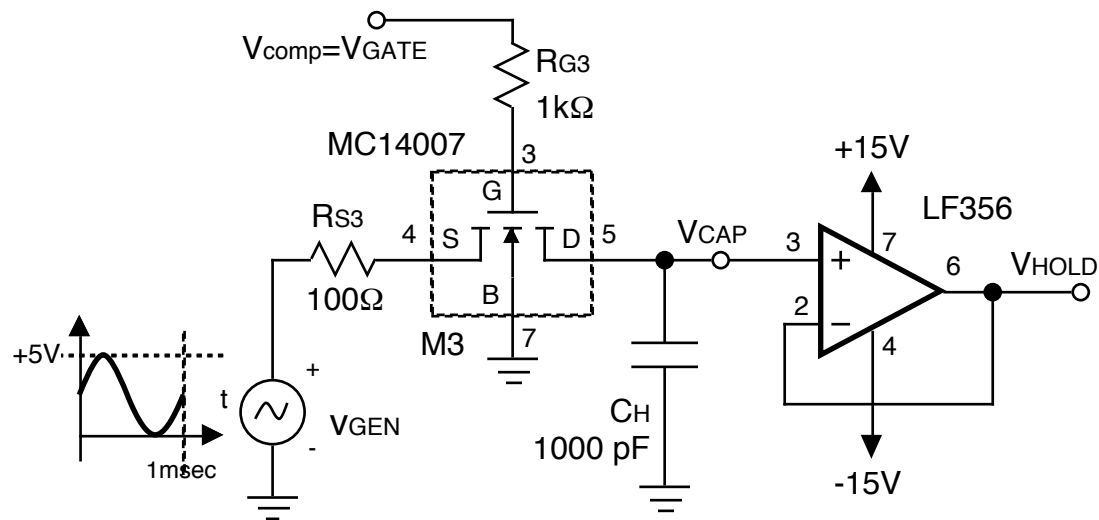 Vcomp=VGATE
RG3
1kΩ
MC14007
3
G
+15V
RS3
4
S
D
5
VCAP
3
7
LF356
+
6
VHOLD
100Ω
B
2
−
M3
7
4
+5V
t
+
VGEN
-
1msec
CH
1000 pF
-15V